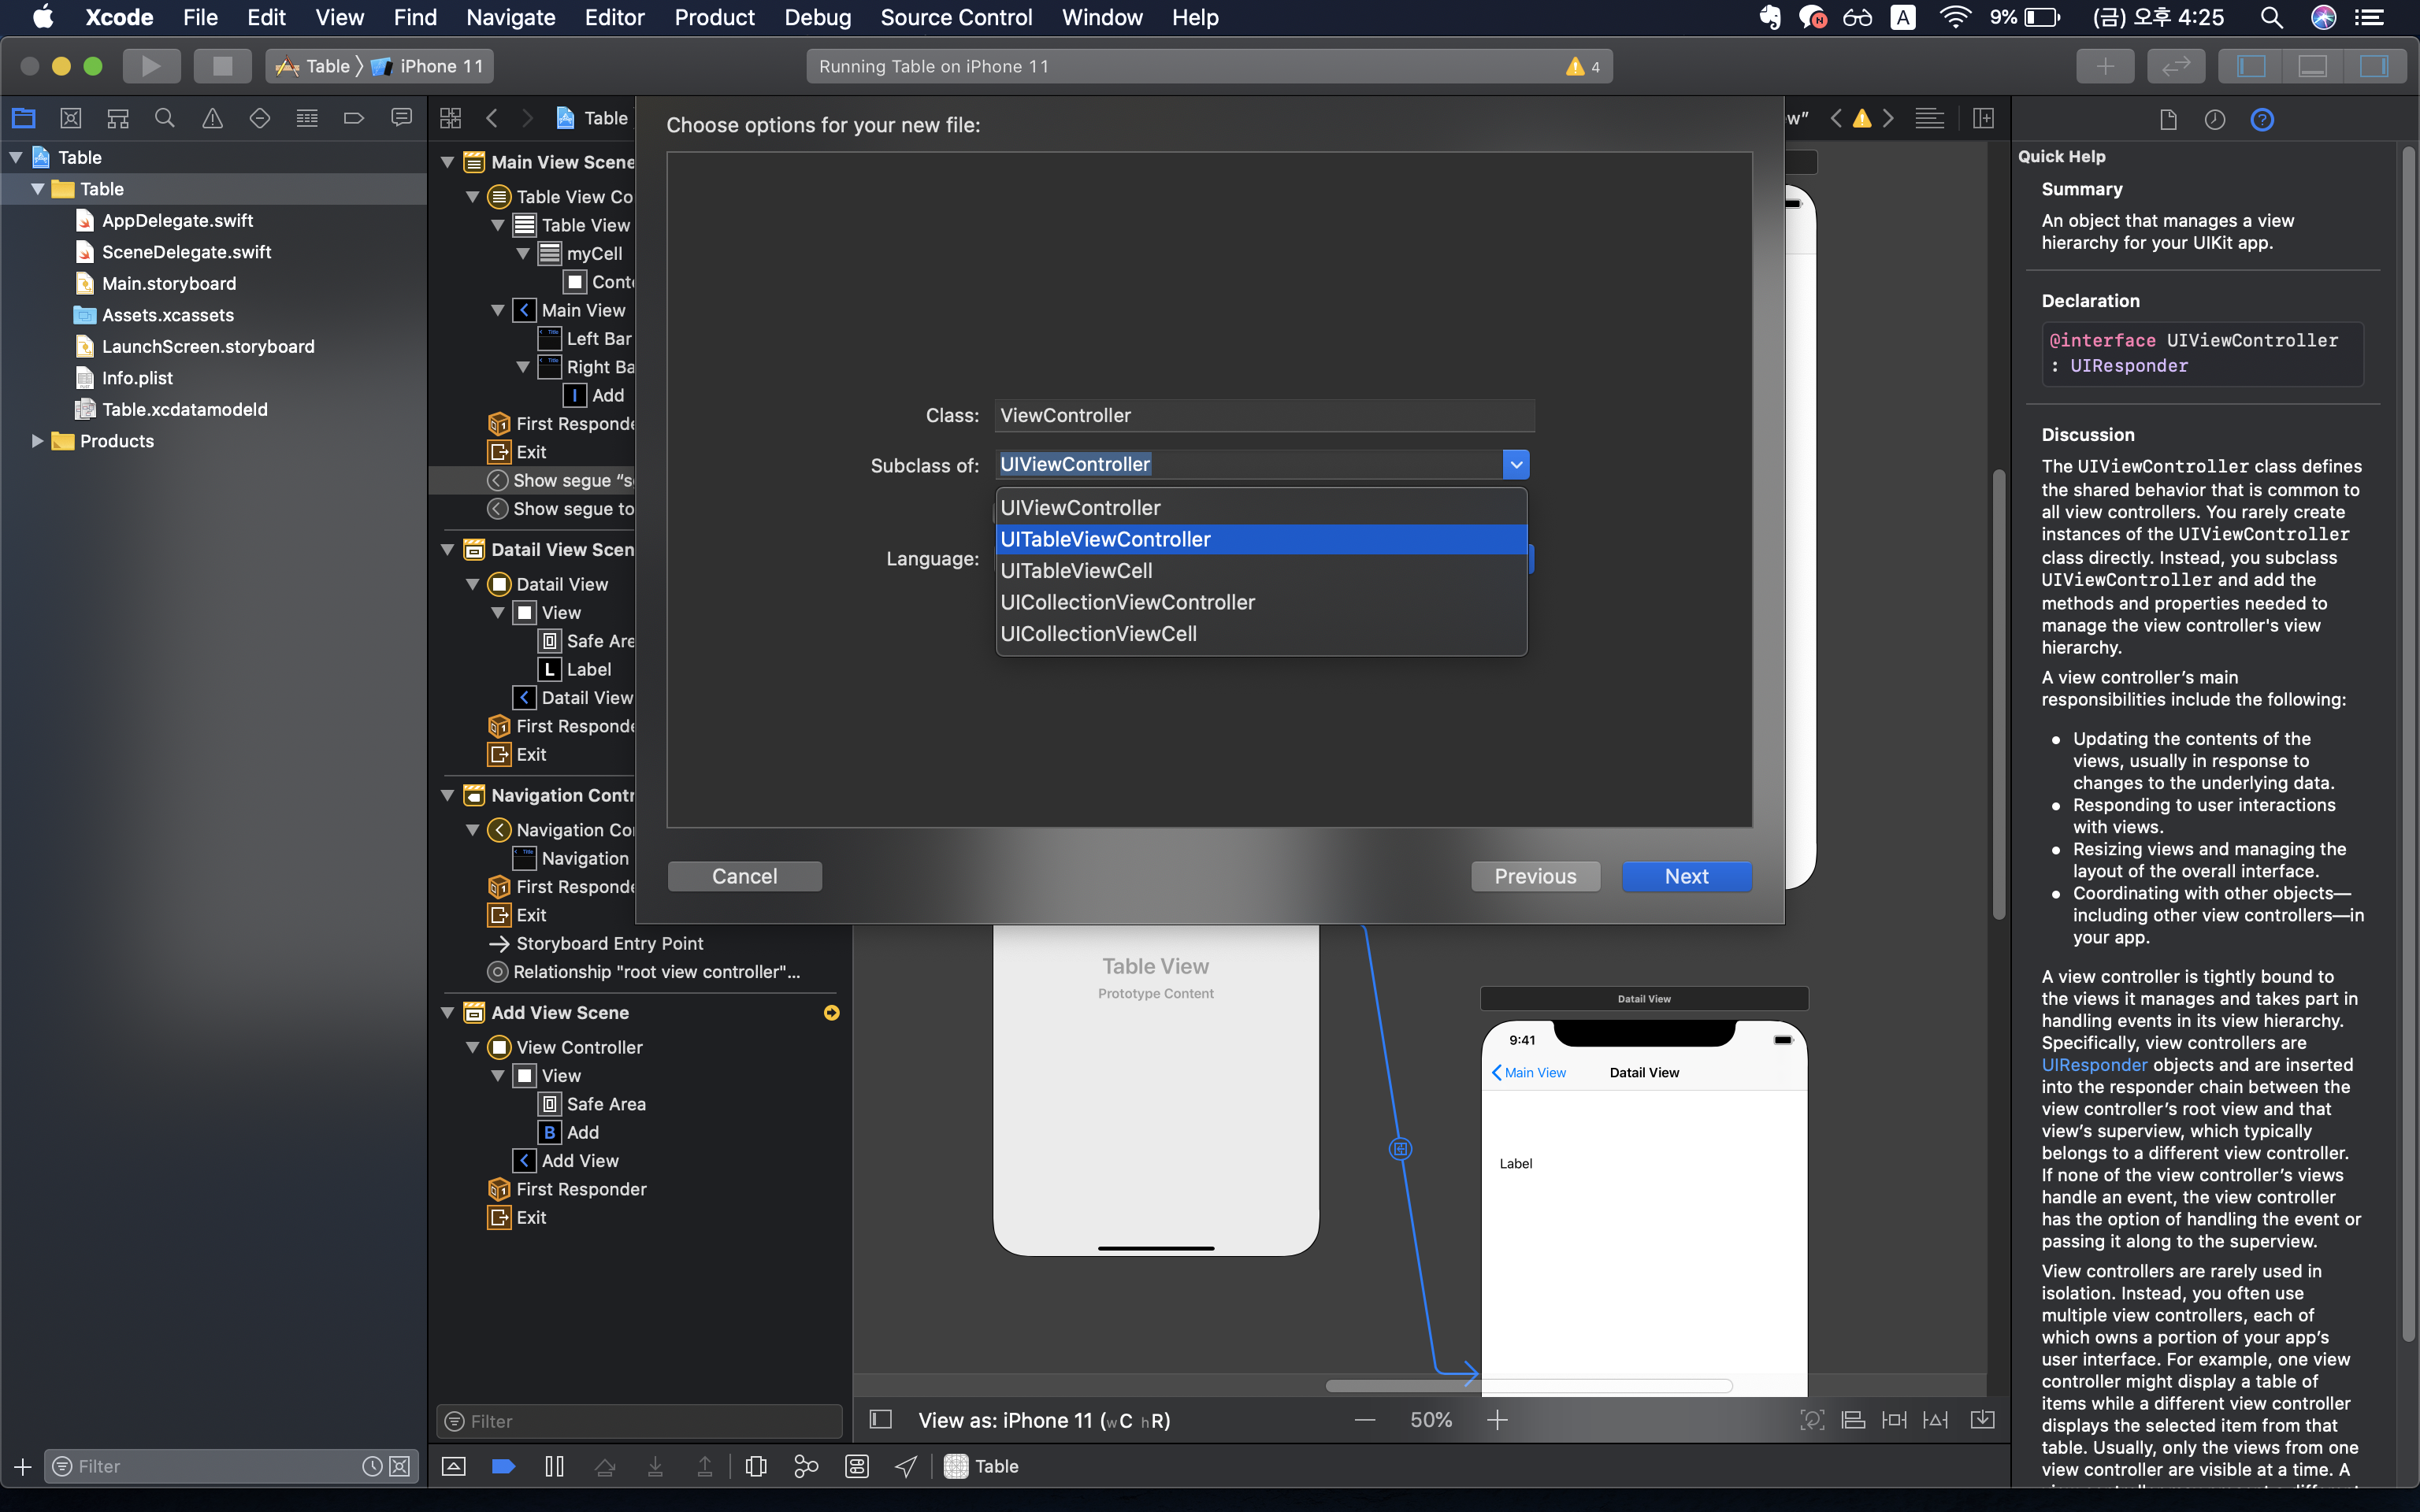 Xcode File Edit View Find Navigate Editor Product Debug Source Control Window Help
A 9% (금) 오후 4:25
Table iPhone 11
Running Table on iPhone 11
4
Table
Table
AppDelegate.swift
SceneDelegate.swift
Main.storyboard
Assets.xcassets
LaunchScreen.storyboard
Info.plist
Table.xcdatamodeld
Products
Filter
Table
Main View Scene
Table View Co
Table View
myCell
Conte
Main View
Left Bar
Right Ba
Add
First Responde
Exit
Show segue “s
Show segue to
Datail View Scen
Datail View
View
Safe Are
L Label
Datail View
First Responde
Exit
Navigation Contr
Navigation Co
Navigation
First Responde
Exit
Storyboard Entry Point
Relationship "root view controller"...
Add View Scene
View Controller
View
Safe Area
B Add
Add View
First Responder
Exit
Filter
Choose options for your new file:
Class: ViewController
Subclass of: UIViewController
UIViewController
UITableViewController
UITableViewCell
UICollectionViewController
UICollectionViewCell
Language:
Cancel
Previous
Next
w”
Table View
Prototype Content
Datail View
9:41
Main View
Datail View
Label
View as: iPhone 11 (wC hR)
50%
Table
Quick Help
Summary
An object that manages a view
hierarchy for your UIKit app.
Declaration
@interface UIViewController
: UIResponder
Discussion
The UIViewController class defines
the shared behavior that is common to
all view controllers. You rarely create
instances of the UIViewController
class directly. Instead, you subclass
UIViewController and add the
methods and properties needed to
manage the view controller's view
hierarchy.
A view controller’s main
responsibilities include the following:
• Updating the contents of the
views, usually in response to
changes to the underlying data.
• Responding to user interactions
with views.
• Resizing views and managing the
layout of the overall interface.
• Coordinating with other objects—
including other view controllers—in
your app.
A view controller is tightly bound to
the views it manages and takes part in
handling events in its view hierarchy.
Specifically, view controllers are
UIResponder objects and are inserted
into the responder chain between the
view controller’s root view and that
view’s superview, which typically
belongs to a different view controller.
If none of the view controller’s views
handle an event, the view controller
has the option of handling the event or
passing it along to the superview.
View controllers are rarely used in
isolation. Instead, you often use
multiple view controllers, each of
which owns a portion of your app’s
user interface. For example, one view
controller might display a table of
items while a different view controller
displays the selected item from that
table. Usually, only the views from one
view controller are visible at a time. A